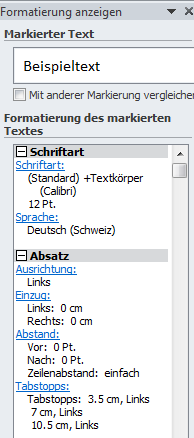 Formatierung anzeigen
Markierter Text
Beispieltext
Mit anderer Markierung vergleichen
Formatierung des markierten
Textes
Schriftart
Schriftart:
(Standard) +Textkörper
(Calibri)
12 Pt.
Sprache:
Deutsch (Schweiz)
Absatz
Ausrichtung:
Links
Einzug:
Links: 0 cm
Rechts: 0 cm
Abstand:
Vor: 0 Pt.
Nach: 0 Pt.
Zeilenabstand: einfach
Tabstopps:
Tabstopps: 3.5 cm, Links
7 cm, Links
10.5 cm, Links